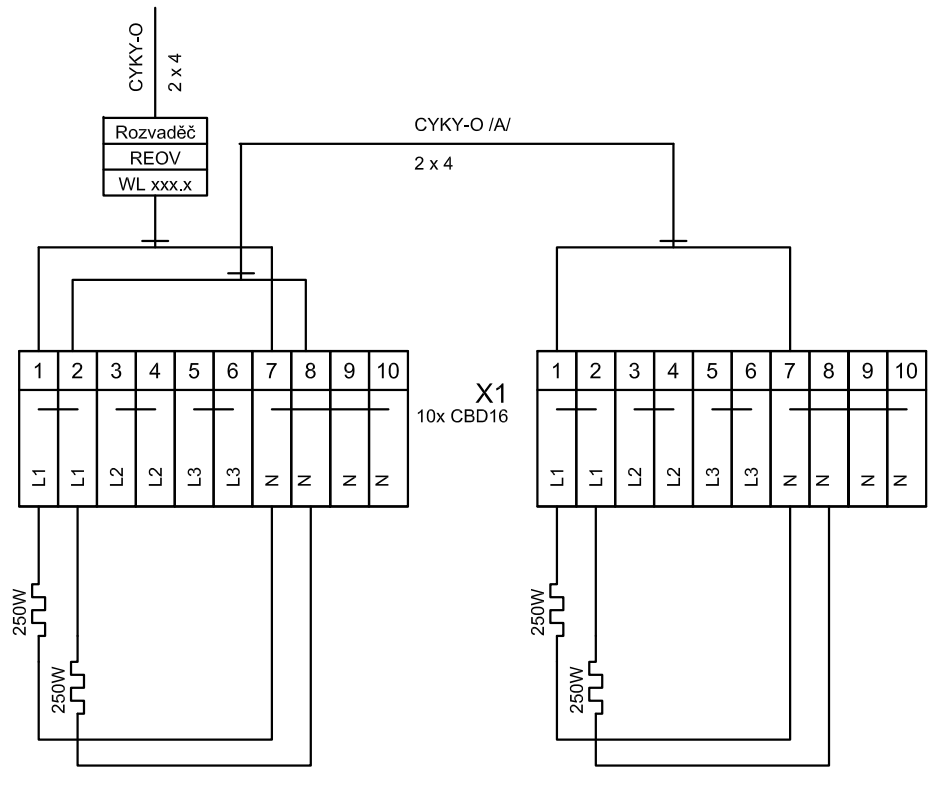 CYKY-O
2 x 4
Rozvaděč
REOV
WL xxx.x
CYKY-O /A/
2 x 4
1 2 3 4 5 6 7 8 9 10
L1 L1 L2 L2 L3 L3 N N N N
X1
10x CBD16
1 2 3 4 5 6 7 8 9 10
L1 L1 L2 L2 L3 L3 N N N N
250W
250W
250W
250W